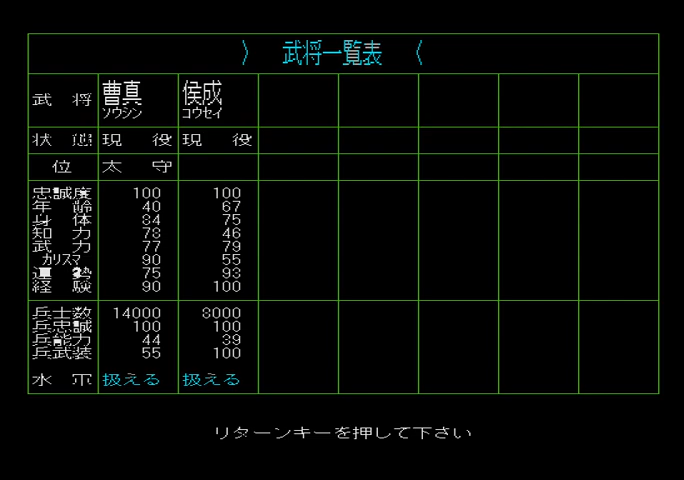 〉 武将一覧表 〈
武将 曹真 侯成
ソウシン コウセイ
状態 現役 現役
位 太守
忠誠度 100 100
年齢 40 67
身体 84 75
知力 78 46
武力 77 79
カリスマ 90 55
運勢 75 93
経験 90 100
兵士数 14000 8000
兵忠誠 100 100
兵能力 44 39
兵武装 55 100
水軍 扱える 扱える
リターンキーを押して下さい